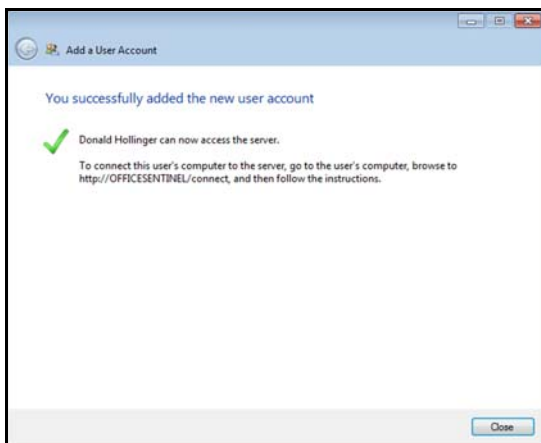 Add a User Account
You successfully added the new user account
Donald Hollinger can now access the server.
To connect this user's computer to the server, go to the user's computer, browse to
http://OFFICESENTINEL/connect, and then follow the instructions.
Close